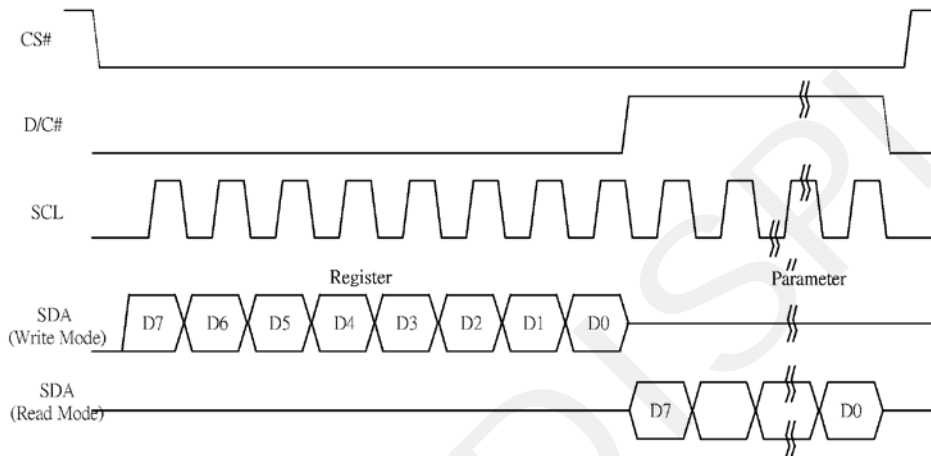 CS#
D/C#
SCL
Register
Parameter
SDA
(Write Mode)
D7 D6 D5 D4 D3 D2 D1 D0
SDA
(Read Mode)
D7 D0
DISPL